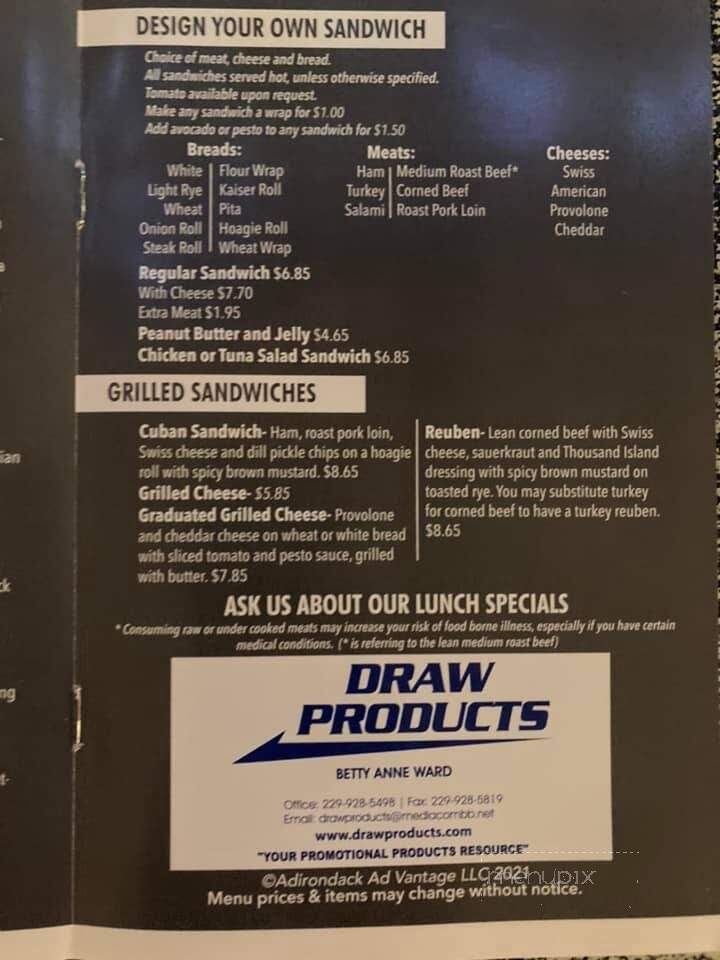 DESIGN YOUR OWN SANDWICH
Choice of meat, cheese and bread.
All sandwiches served hot, unless otherwise specified.
Tomato available upon request.
Make any sandwich a wrap for $1.00
Add avocado or pesto to any sandwich for $1.50
Breads:
White | Flour Wrap
Light Rye | Kaiser Roll
Wheat | Pita
Onion Roll | Hoagie Roll
Steak Roll | Wheat Wrap
Meats:
Ham | Medium Roast Beef*
Turkey | Corned Beef
Salami | Roast Pork Loin
Cheeses:
Swiss
American
Provolone
Cheddar
Regular Sandwich $6.85
With Cheese $7.70
Extra Meat $1.95
Peanut Butter and Jelly $4.65
Chicken or Tuna Salad Sandwich $6.85
GRILLED SANDWICHES
Cuban Sandwich- Ham, roast pork loin,
Swiss cheese and dill pickle chips on a hoagie
roll with spicy brown mustard. $8.65
Grilled Cheese- $5.85
Graduated Grilled Cheese- Provolone
and cheddar cheese on wheat or white bread
with sliced tomato and pesto sauce, grilled
with butter. $7.85
Reuben- Lean corned beef with Swiss
cheese, sauerkraut and Thousand Island
dressing with spicy brown mustard on
toasted rye. You may substitute turkey
for corned beef to have a turkey reuben.
$8.65
ASK US ABOUT OUR LUNCH SPECIALS
* Consuming raw or under cooked meats may increase your risk of food borne illness, especially if you have certain
medical conditions. (* is referring to the lean medium roast beef)
DRAW
PRODUCTS
BETTY ANNE WARD
Office: 229-928-5498 | Fax: 229-928-5819
Email: drawproducts@mediacombb.net
www.drawproducts.com
"YOUR PROMOTIONAL PRODUCTS RESOURCE"
©Adirondack Ad Vantage LLC 2021
Menu prices & items may change without notice.
menupix